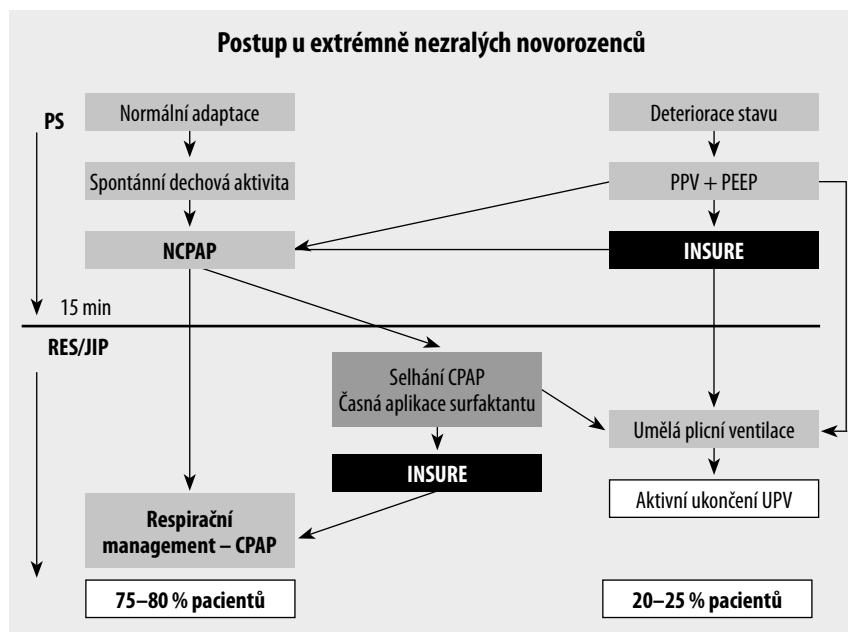 Postup u extrémně nezralých novorozenců
PS
Normální adaptace
Deteriorace stavu
Spontánní dechová aktivita
PPV + PEEP
NCPAP
INSURE
15 min
RES/JIP
Selhání CPAP
Časná aplikace surfaktantu
Umělá plicní ventilace
INSURE
Aktivní ukončení UPV
Respirační
management – CPAP
75–80 % pacientů
20–25 % pacientů